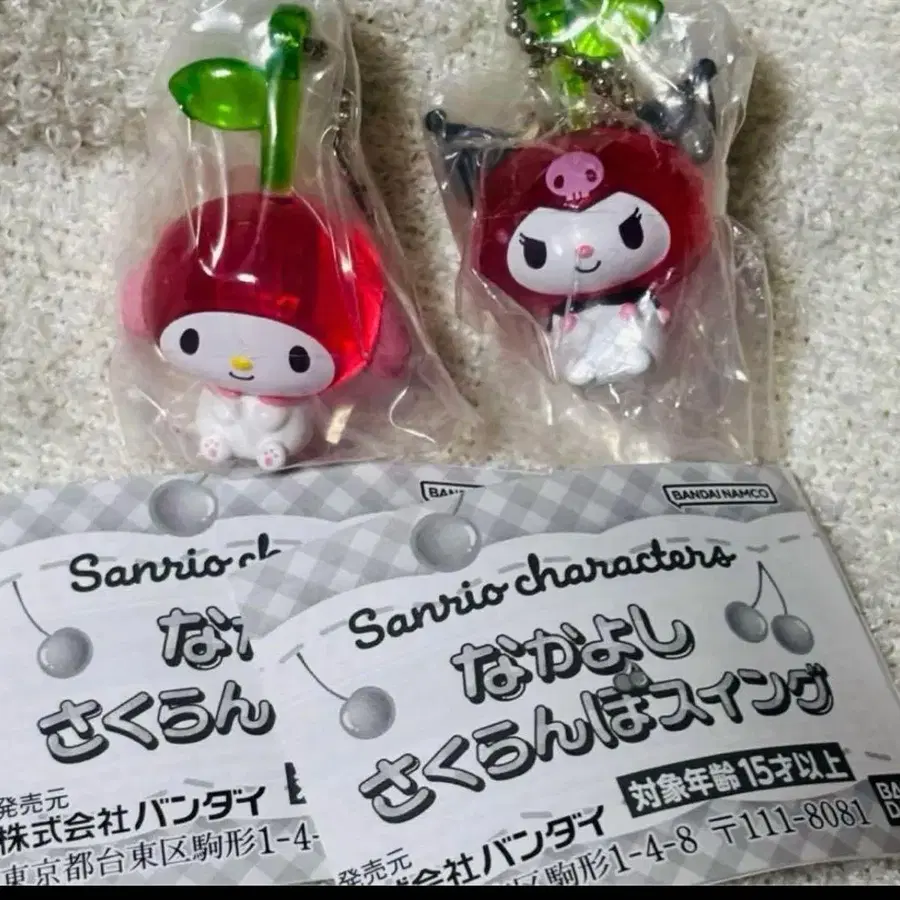 BANDAI NAMCO
Sanrio characters
なかよし
さくらんぼスイング
対象年齢15才以上
発売元
株式会社バンダイ
駒形1-4-8 〒111-8081
Sanrio ch
なか
さくらん
発売元
株式会社バンダイ
東京都台東区駒形1-4-